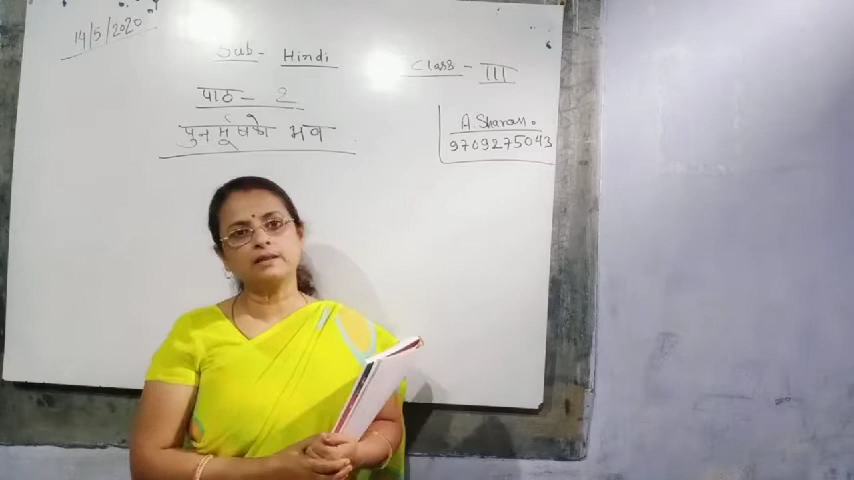 14/5/2020
Sub- Hindi
Class - III
पाठ - 2
पुनर्मूषको भव
A Sharan.
9709275043